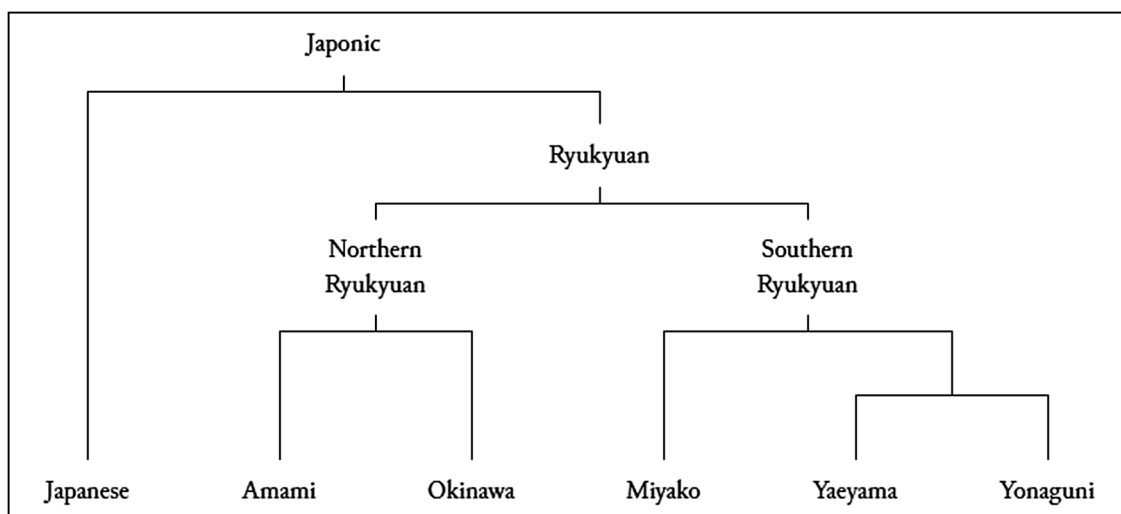 Japonic
Ryukyuan
Northern
Ryukyuan
Southern
Ryukyuan
Japanese
Amami
Okinawa
Miyako
Yaeyama
Yonaguni